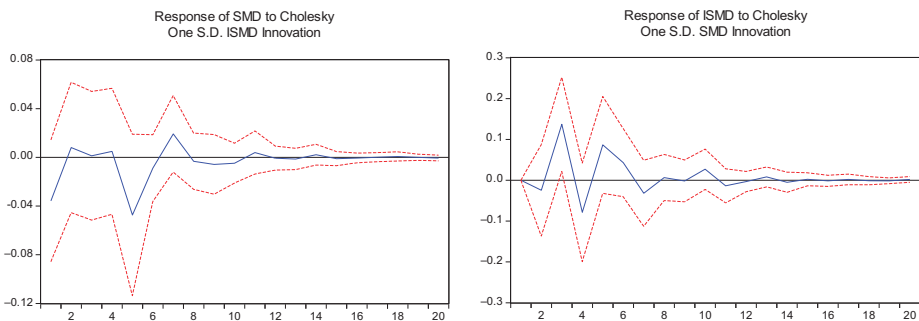 Response of SMD to Cholesky
One S.D. ISMD Innovation
0.08
0.04
0.00
–0.04
–0.08
–0.12
2 4 6 8 10 12 14 16 18 20
Response of ISMD to Cholesky
One S.D. SMD Innovation
0.3
0.2
0.1
0.0
–0.1
–0.2
–0.3
2 4 6 8 10 12 14 16 18 20